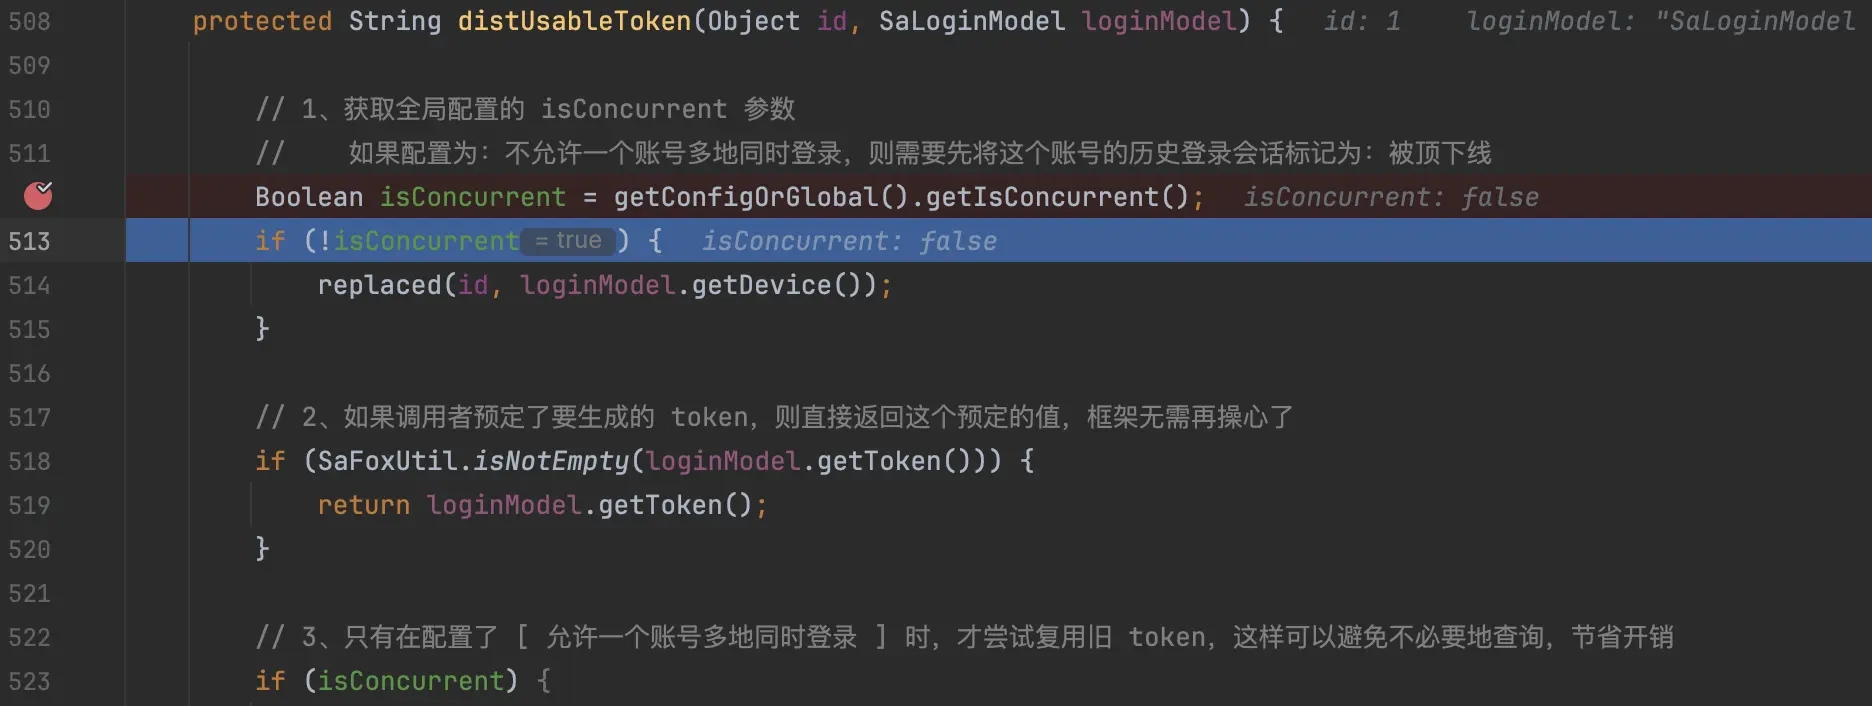 508 protected String distUsableToken(Object id, SaLoginModel loginModel) { id: 1 loginModel: "SaLoginModel
509
510 // 1、获取全局配置的 isConcurrent 参数
511 // 如果配置为：不允许一个账号多地同时登录，则需要先将这个账号的历史登录会话标记为：被顶下线
Boolean isConcurrent = getConfigOrGlobal().getIsConcurrent(); isConcurrent: false
513 if (!isConcurrent = true ) { isConcurrent: false
514 replaced(id, loginModel.getDevice());
515 }
516
517 // 2、如果调用者预定了要生成的 token，则直接返回这个预定的值，框架无需再操心了
518 if (SaFoxUtil.isNotEmpty(loginModel.getToken())) {
519 return loginModel.getToken();
520 }
521
522 // 3、只有在配置了 [ 允许一个账号多地同时登录 ] 时，才尝试复用旧 token，这样可以避免不必要地查询，节省开销
523 if (isConcurrent) {